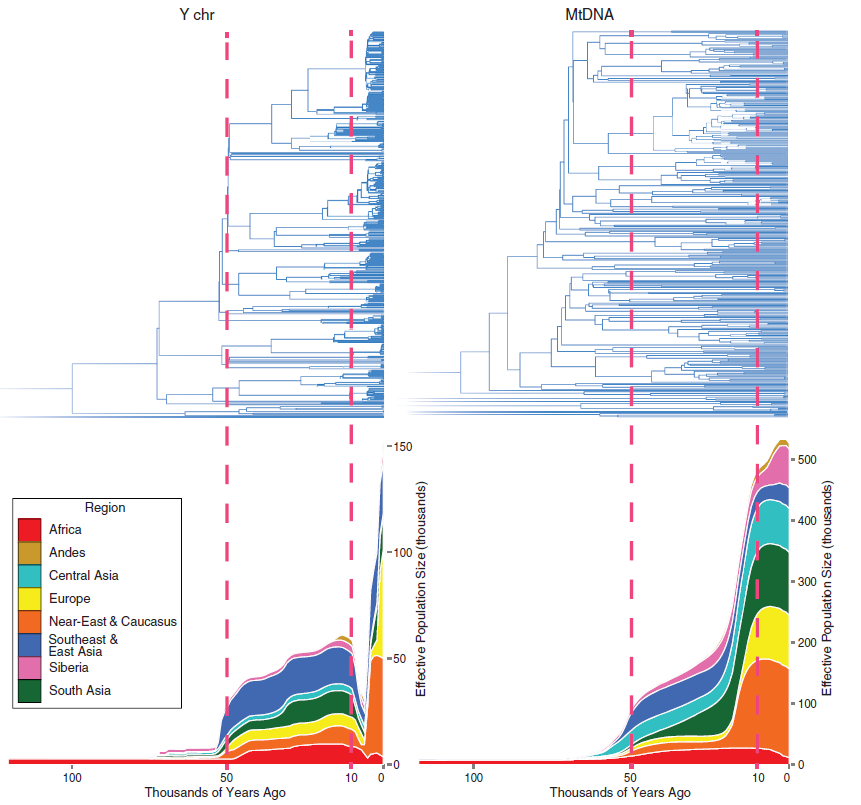 Y chr
MtDNA
150
100
50
0
Effective Population Size (thousands)
500
400
300
200
100
0
Effective Population Size (thousands)
Region
Africa
Andes
Central Asia
Europe
Near-East & Caucasus
Southeast &
East Asia
Siberia
South Asia
100
50
10
0
Thousands of Years Ago
100
50
10
0
Thousands of Years Ago